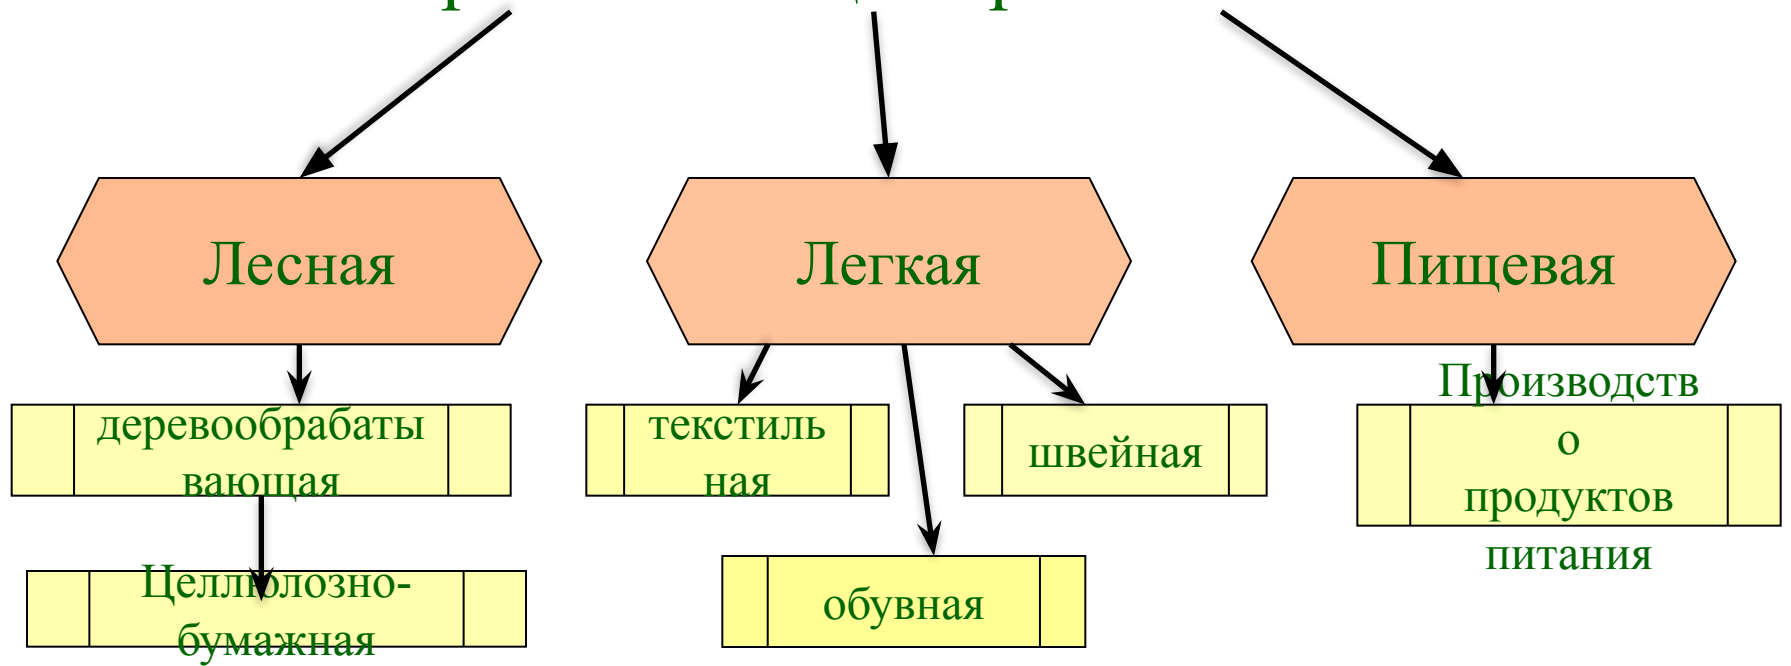 Лесная
Легкая
Пищевая
деревообрабаты
вающая
текстиль
ная
швейная
Производств
о
продуктов
питания
Целлюлозно-
бумажная
обувная